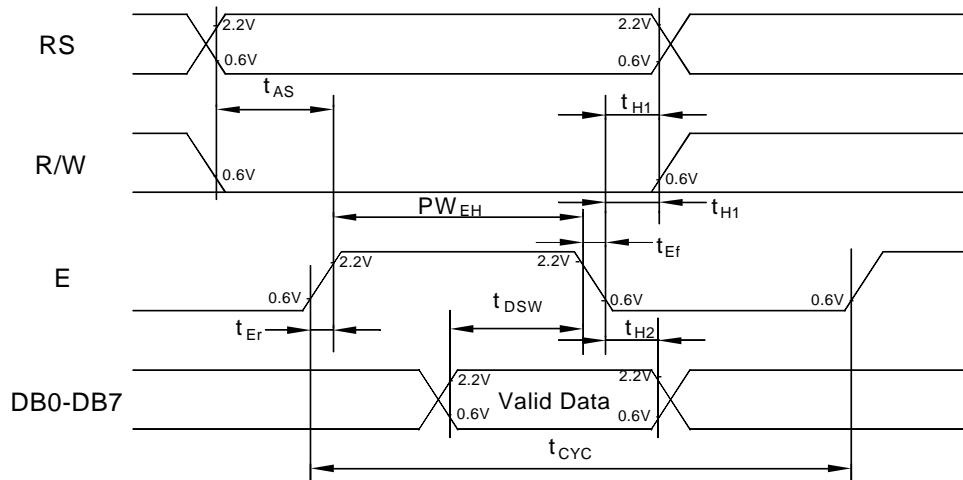 RS
2.2V
2.2V
0.6V
0.6V
tAS
tH1
R/W
0.6V
0.6V
PWEH
tH1
tEf
E
2.2V
2.2V
0.6V
0.6V
0.6V
tEr
tDSW
tH2
DB0-DB7
2.2V
Valid Data
2.2V
0.6V
0.6V
tCYC